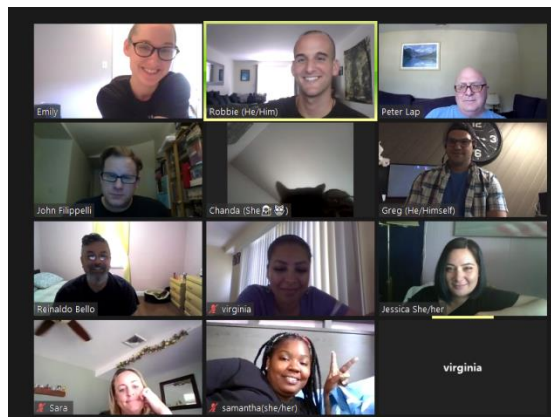 Emily
Robbie (He/Him)
Peter Lap
John Filippelli
Chanda (She🐶🐺)
Greg (He/Himself)
Reinaldo Bello
virginia
Jessica She/her
Sara
samantha(she/her)
virginia